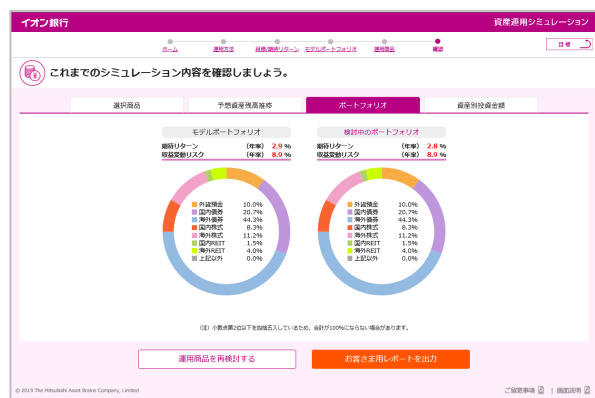 イオン銀行
資産運用シミュレーション
ホーム 運用方法 目標/期待リターン モデルポートフォリオ 運用商品 確認
目標
これまでのシミュレーション内容を確認しましょう。
選択商品 予想資産残高推移 ポートフォリオ 資産別投資金額
モデルポートフォリオ
期待リターン (年率) 2.9 %
収益変動リスク (年率) 8.9 %
外貨預金 10.0%
国内債券 20.7%
海外債券 44.3%
国内株式 8.3%
海外株式 11.2%
国内REIT 1.5%
海外REIT 4.0%
上記以外 0.0%
検討中のポートフォリオ
期待リターン (年率) 2.8 %
収益変動リスク (年率) 8.9 %
外貨預金 10.0%
国内債券 20.7%
海外債券 44.3%
国内株式 8.3%
海外株式 11.2%
国内REIT 1.5%
海外REIT 4.0%
上記以外 0.0%
(注) 小数点第2位以下を四捨五入しているため、合計が100%にならない場合があります。
運用商品を再検討する
お客さま用レポートを出力
© 2019 The Mitsubishi Asset Brains Company, Limited
ご留意事項 | 画面説明